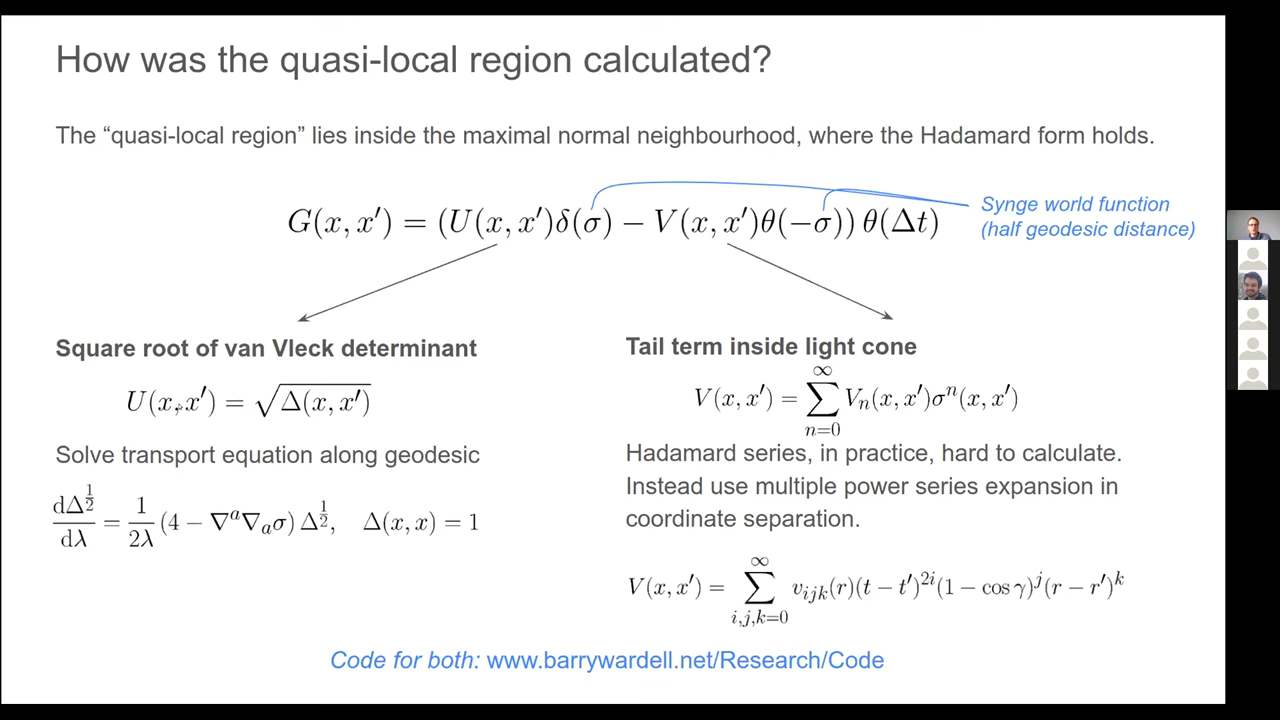 How was the quasi-local region calculated?
The “quasi-local region” lies inside the maximal normal neighbourhood, where the Hadamard form holds.
G(x, x′) = (U(x, x′)δ(σ) − V(x, x′)θ(−σ)) θ(Δt)
Synge world function
(half geodesic distance)
Square root of van Vleck determinant
U(x, x′) = √Δ(x, x′)
Solve transport equation along geodesic
dΔ^{1/2}/dλ = 1/2λ (4 − ∇^a∇_aσ) Δ^{1/2}, Δ(x, x) = 1
Tail term inside light cone
V(x, x′) = ∑_{n=0}^{∞} V_n(x, x′)σ^n(x, x′)
Hadamard series, in practice, hard to calculate.
Instead use multiple power series expansion in
coordinate separation.
V(x, x′) = ∑_{i,j,k=0}^{∞} v_{ijk}(r)(t − t′)^{2i}(1 − cos γ)^j(r − r′)^k
Code for both: www.barrywardell.net/Research/Code